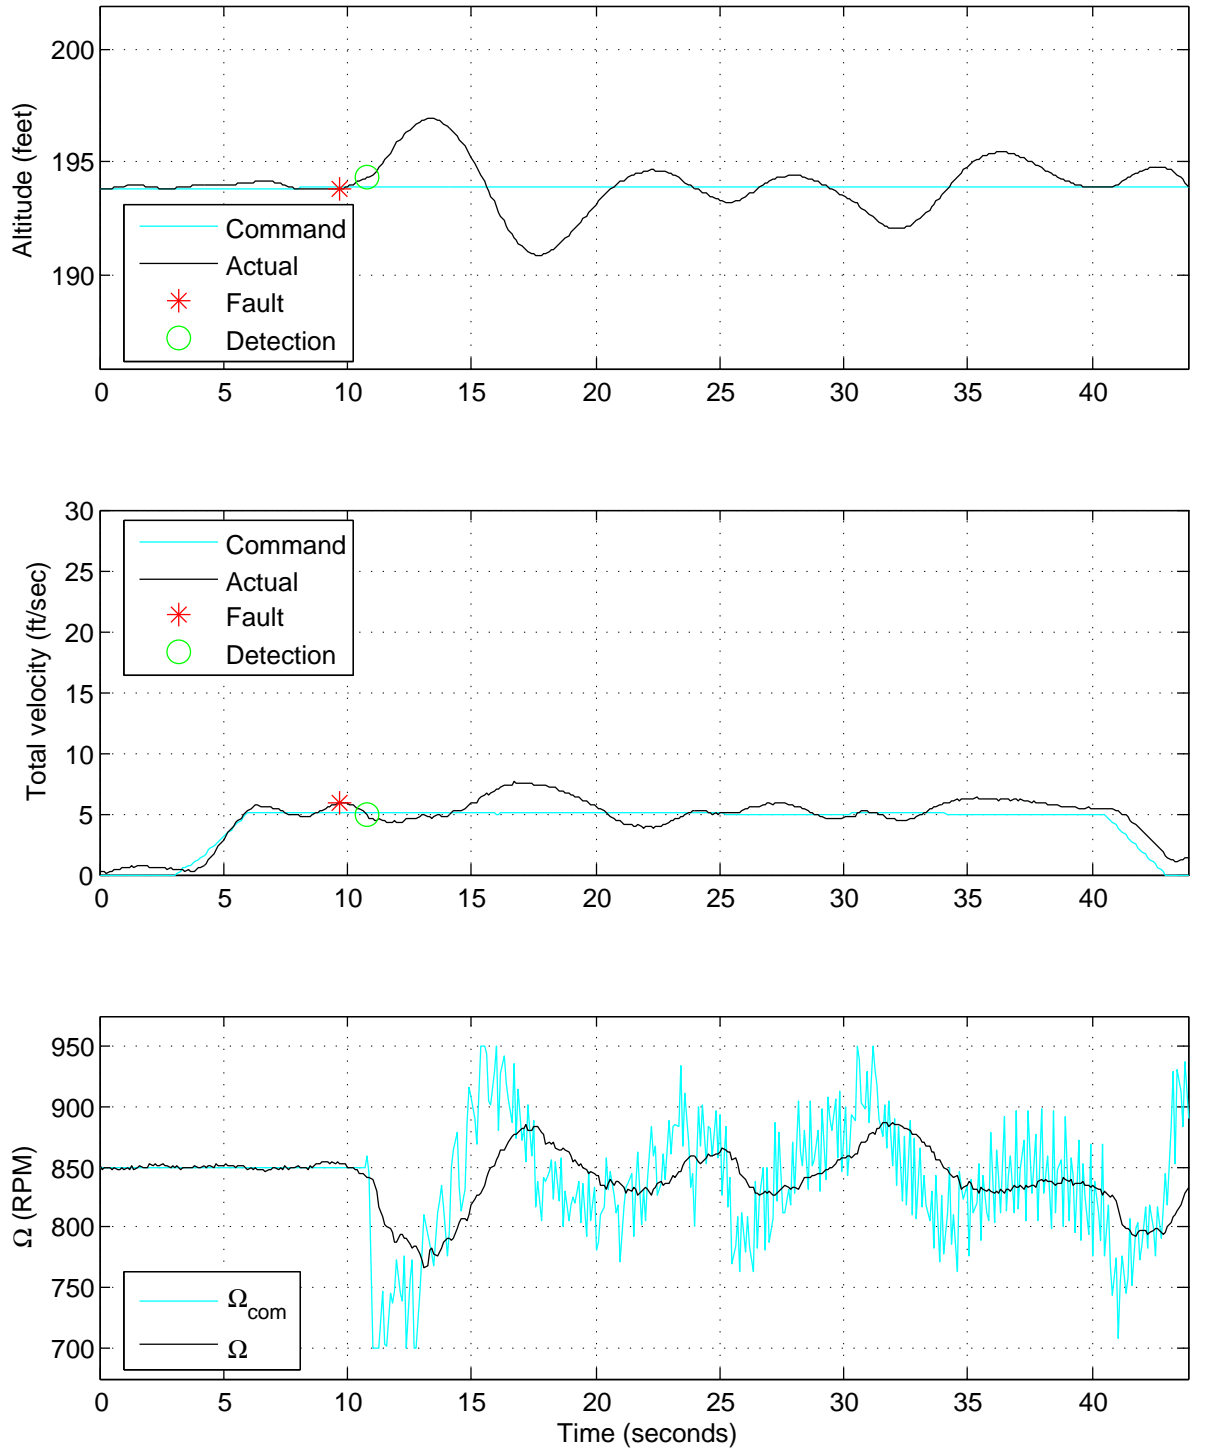 200
195
190
Altitude (feet)
Command
Actual
Fault
Detection
0 5 10 15 20 25 30 35 40
30
25
20
15
10
5
0
Total velocity (ft/sec)
Command
Actual
Fault
Detection
0 5 10 15 20 25 30 35 40
950
900
850
800
750
700
Ω (RPM)
Ωcom
Ω
0 5 10 15 20 25 30 35 40
Time (seconds)